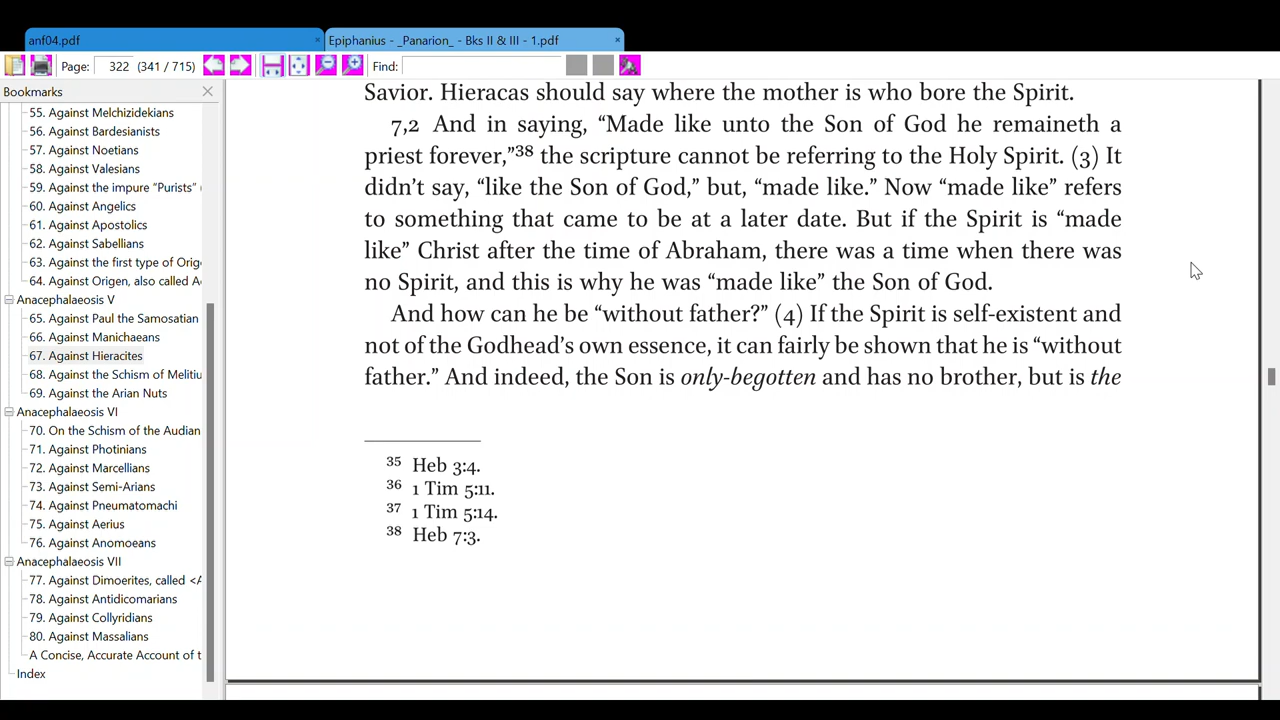 anf04.pdf ×
Epiphanius - _Panarion_ - Bks II & III - 1.pdf ×
Page: 322 (341 / 715) Find:
Bookmarks
55. Against Melchizidekians
56. Against Bardesianists
57. Against Noetians
58. Against Valesians
59. Against the impure “Purists” (
60. Against Angelics
61. Against Apostolics
62. Against Sabellians
63. Against the first type of Orige
64. Against Origen, also called A
Anacephalaeosis V
65. Against Paul the Samosatian
66. Against Manichaeans
67. Against Hieracites
68. Against the Schism of Melitiu
69. Against the Arian Nuts
Anacephalaeosis VI
70. On the Schism of the Audian
71. Against Photinians
72. Against Marcellians
73. Against Semi-Arians
74. Against Pneumatomachi
75. Against Aerius
76. Against Anomoeans
Anacephalaeosis VII
77. Against Dimoerites, called <A
78. Against Antidicomarians
79. Against Collyridians
80. Against Massalians
A Concise, Accurate Account of t
Index
Savior. Hieracas should say where the mother is who bore the Spirit.
7,2 And in saying, “Made like unto the Son of God he remaineth a
priest forever,”³⁸ the scripture cannot be referring to the Holy Spirit. (3) It
didn’t say, “like the Son of God,” but, “made like.” Now “made like” refers
to something that came to be at a later date. But if the Spirit is “made
like” Christ after the time of Abraham, there was a time when there was
no Spirit, and this is why he was “made like” the Son of God.
And how can he be “without father?” (4) If the Spirit is self-existent and
not of the Godhead’s own essence, it can fairly be shown that he is “without
father.” And indeed, the Son is only-begotten and has no brother, but is the
³⁵ Heb 3:4.
³⁶ 1 Tim 5:11.
³⁷ 1 Tim 5:14.
³⁸ Heb 7:3.